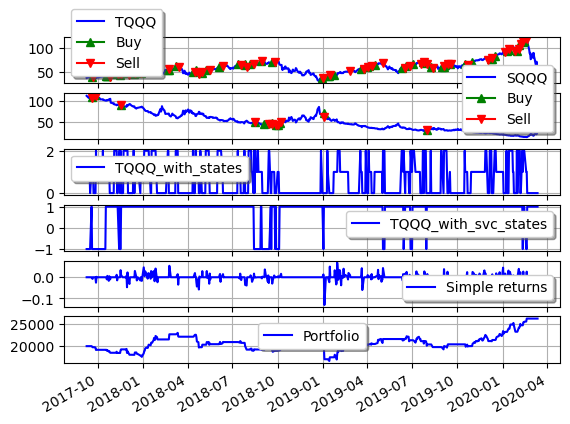 TQQQ
Buy
Sell
100
50
SQQQ
Buy
Sell
100
50
2
0
TQQQ_with_states
1
−1
TQQQ_with_svc_states
0.0
−0.1
Simple returns
25000
20000
Portfolio
2017-10
2018-01
2018-04
2018-07
2018-10
2019-01
2019-04
2019-07
2019-10
2020-01
2020-04